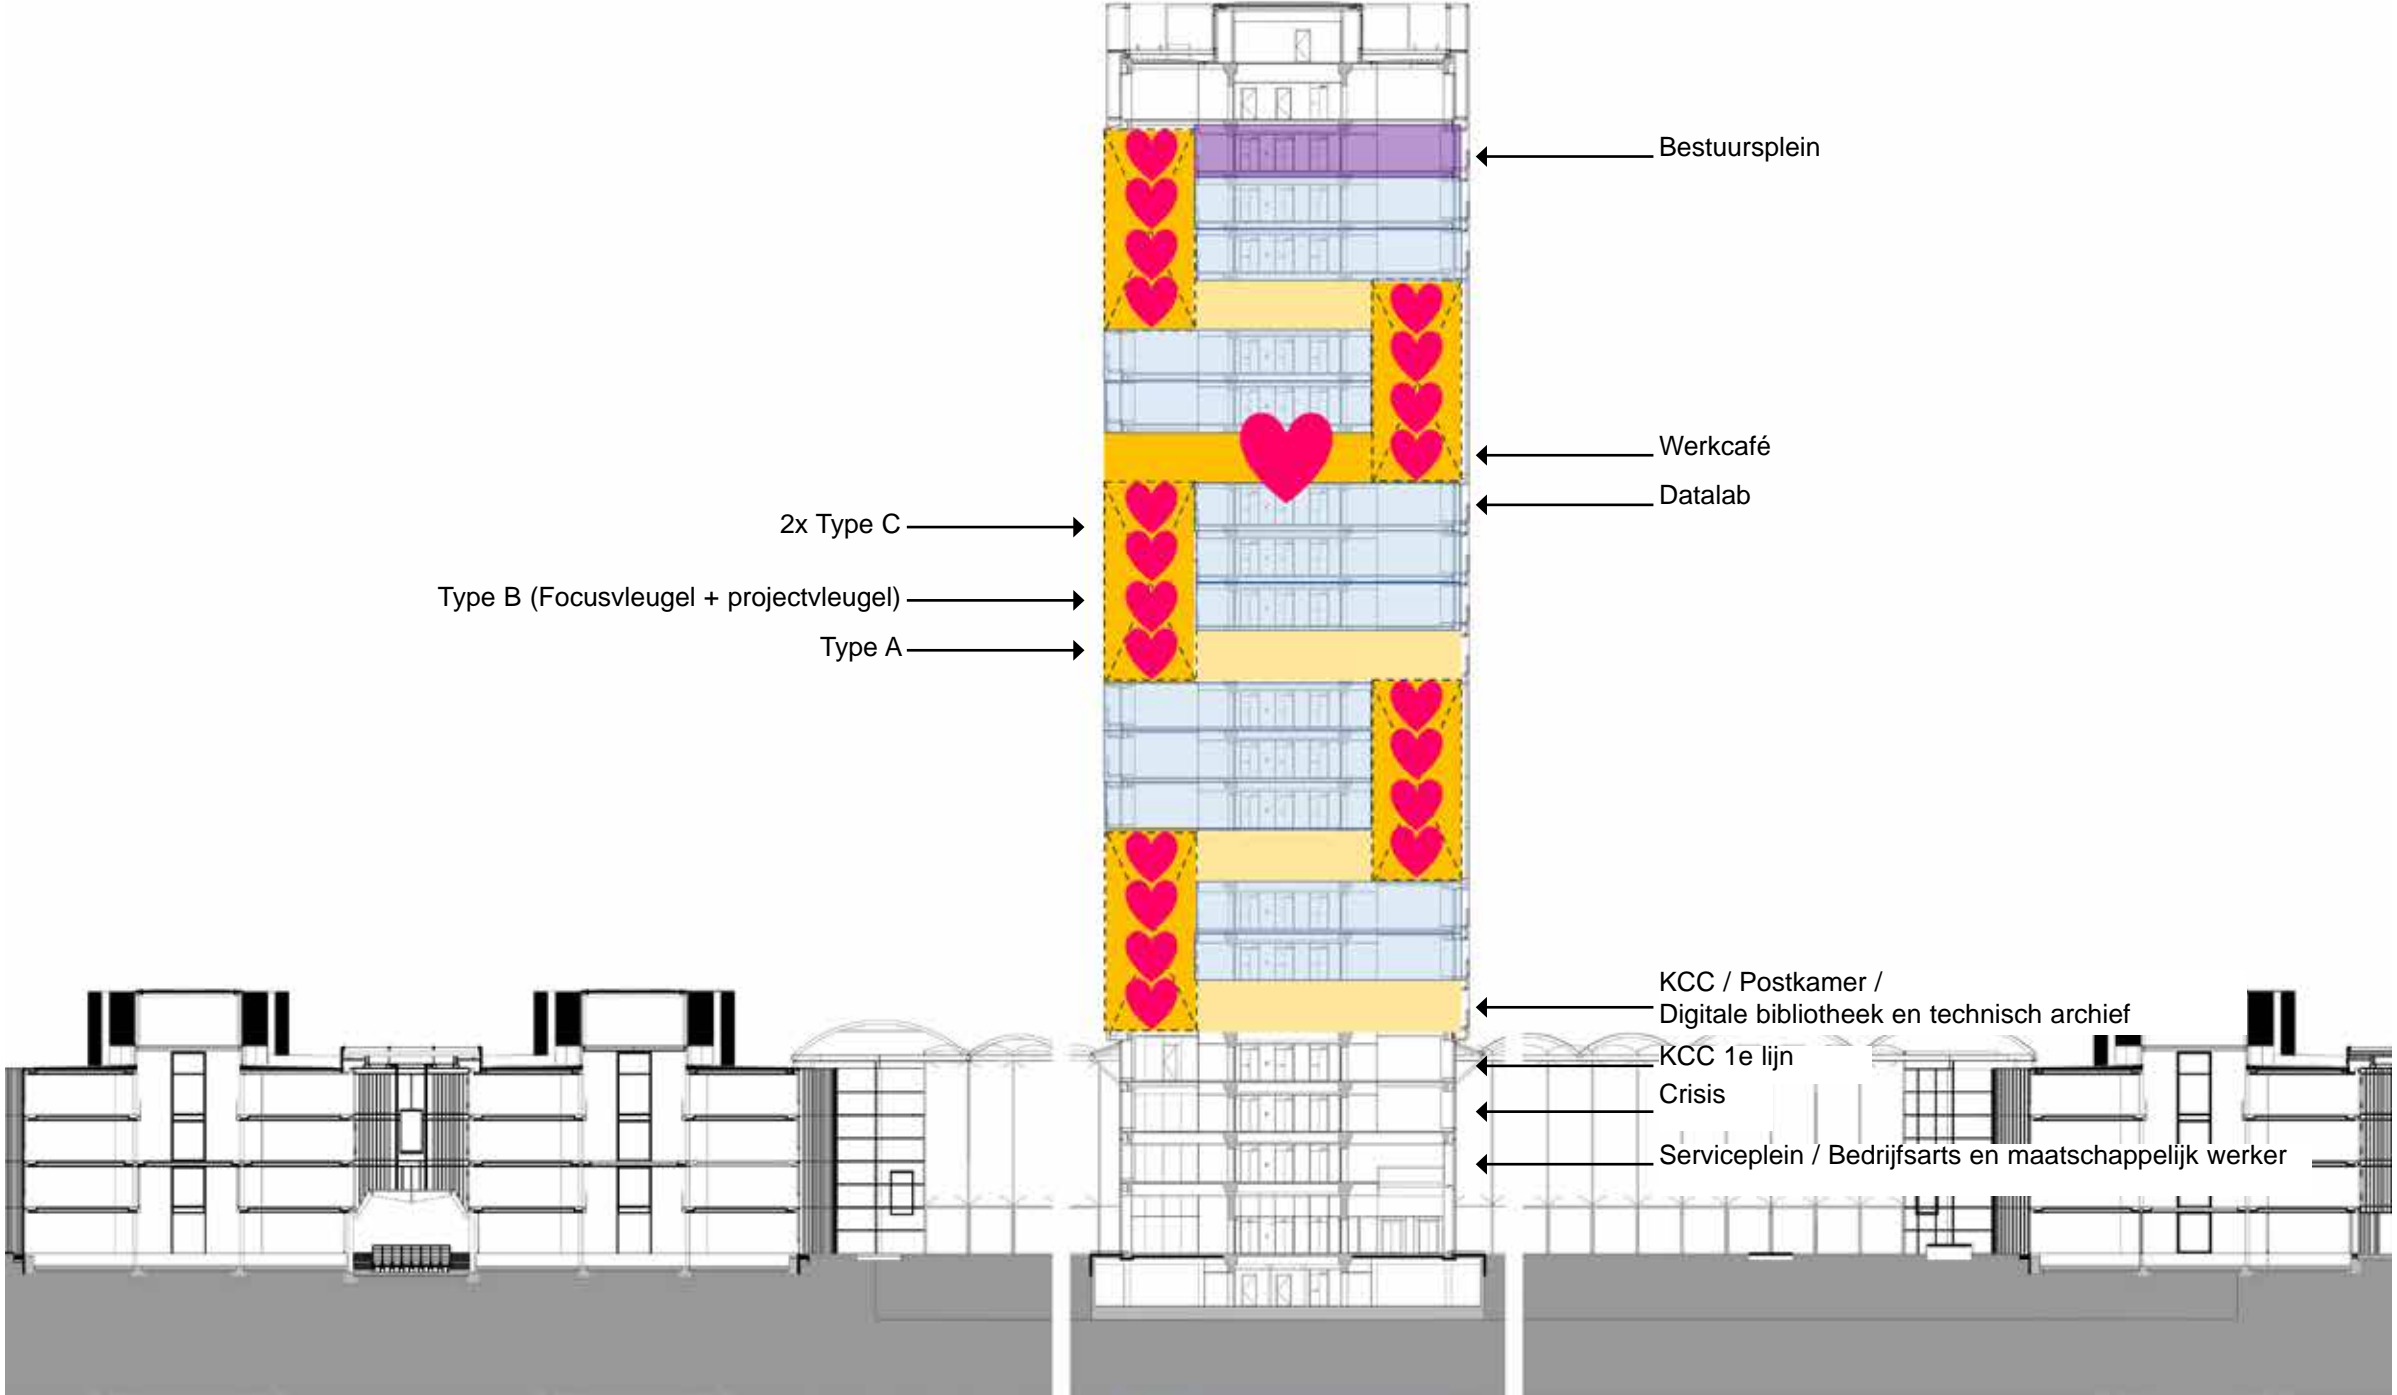 Bestuursplein
Werkcafé
Datalab
2x Type C
Type B (Focusvleugel + projectvleugel)
Type A
KCC / Postkamer /
Digitale bibliotheek en technisch archief
KCC 1e lijn
Crisis
Serviceplein / Bedrijfsarts en maatschappelijk werker